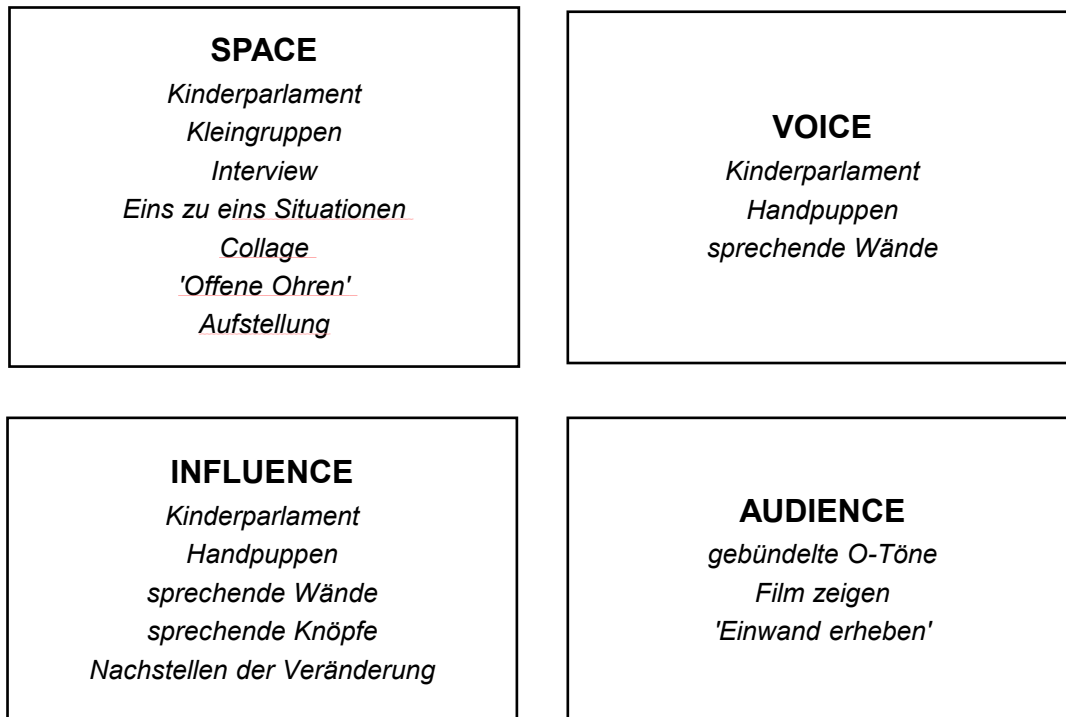 SPACE
Kinderparlament
Kleingruppen
Interview
Eins zu eins Situationen
Collage
'Offene Ohren'
Aufstellung
VOICE
Kinderparlament
Handpuppen
sprechende Wände
INFLUENCE
Kinderparlament
Handpuppen
sprechende Wände
sprechende Knöpfe
Nachstellen der Veränderung
AUDIENCE
gebündelte O-Töne
Film zeigen
'Einwand erheben'